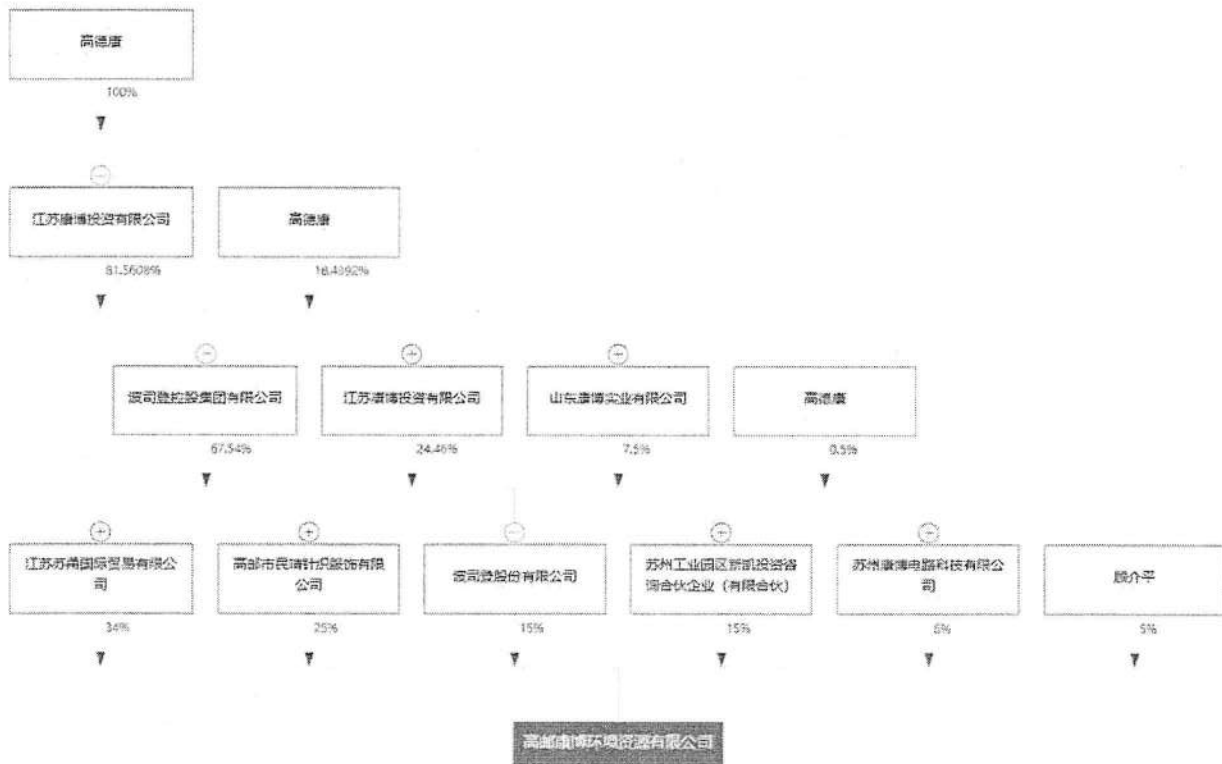 高德康
100%
江苏康博投资有限公司
高德康
81.5608%
16.4392%
波司登控股集团有限公司
江苏康博投资有限公司
山东康博实业有限公司
高德康
67.54%
24.46%
7.5%
0.5%
江苏苏甬国际贸易有限公
司
高邮市民瑞针织服饰有限
公司
波司登股份有限公司
苏州工业园区新凯投资咨
询合伙企业（有限合伙）
苏州康博电路科技有限公
司
顾介平
34%
25%
15%
15%
6%
5%
高邮康博环境资源有限公司